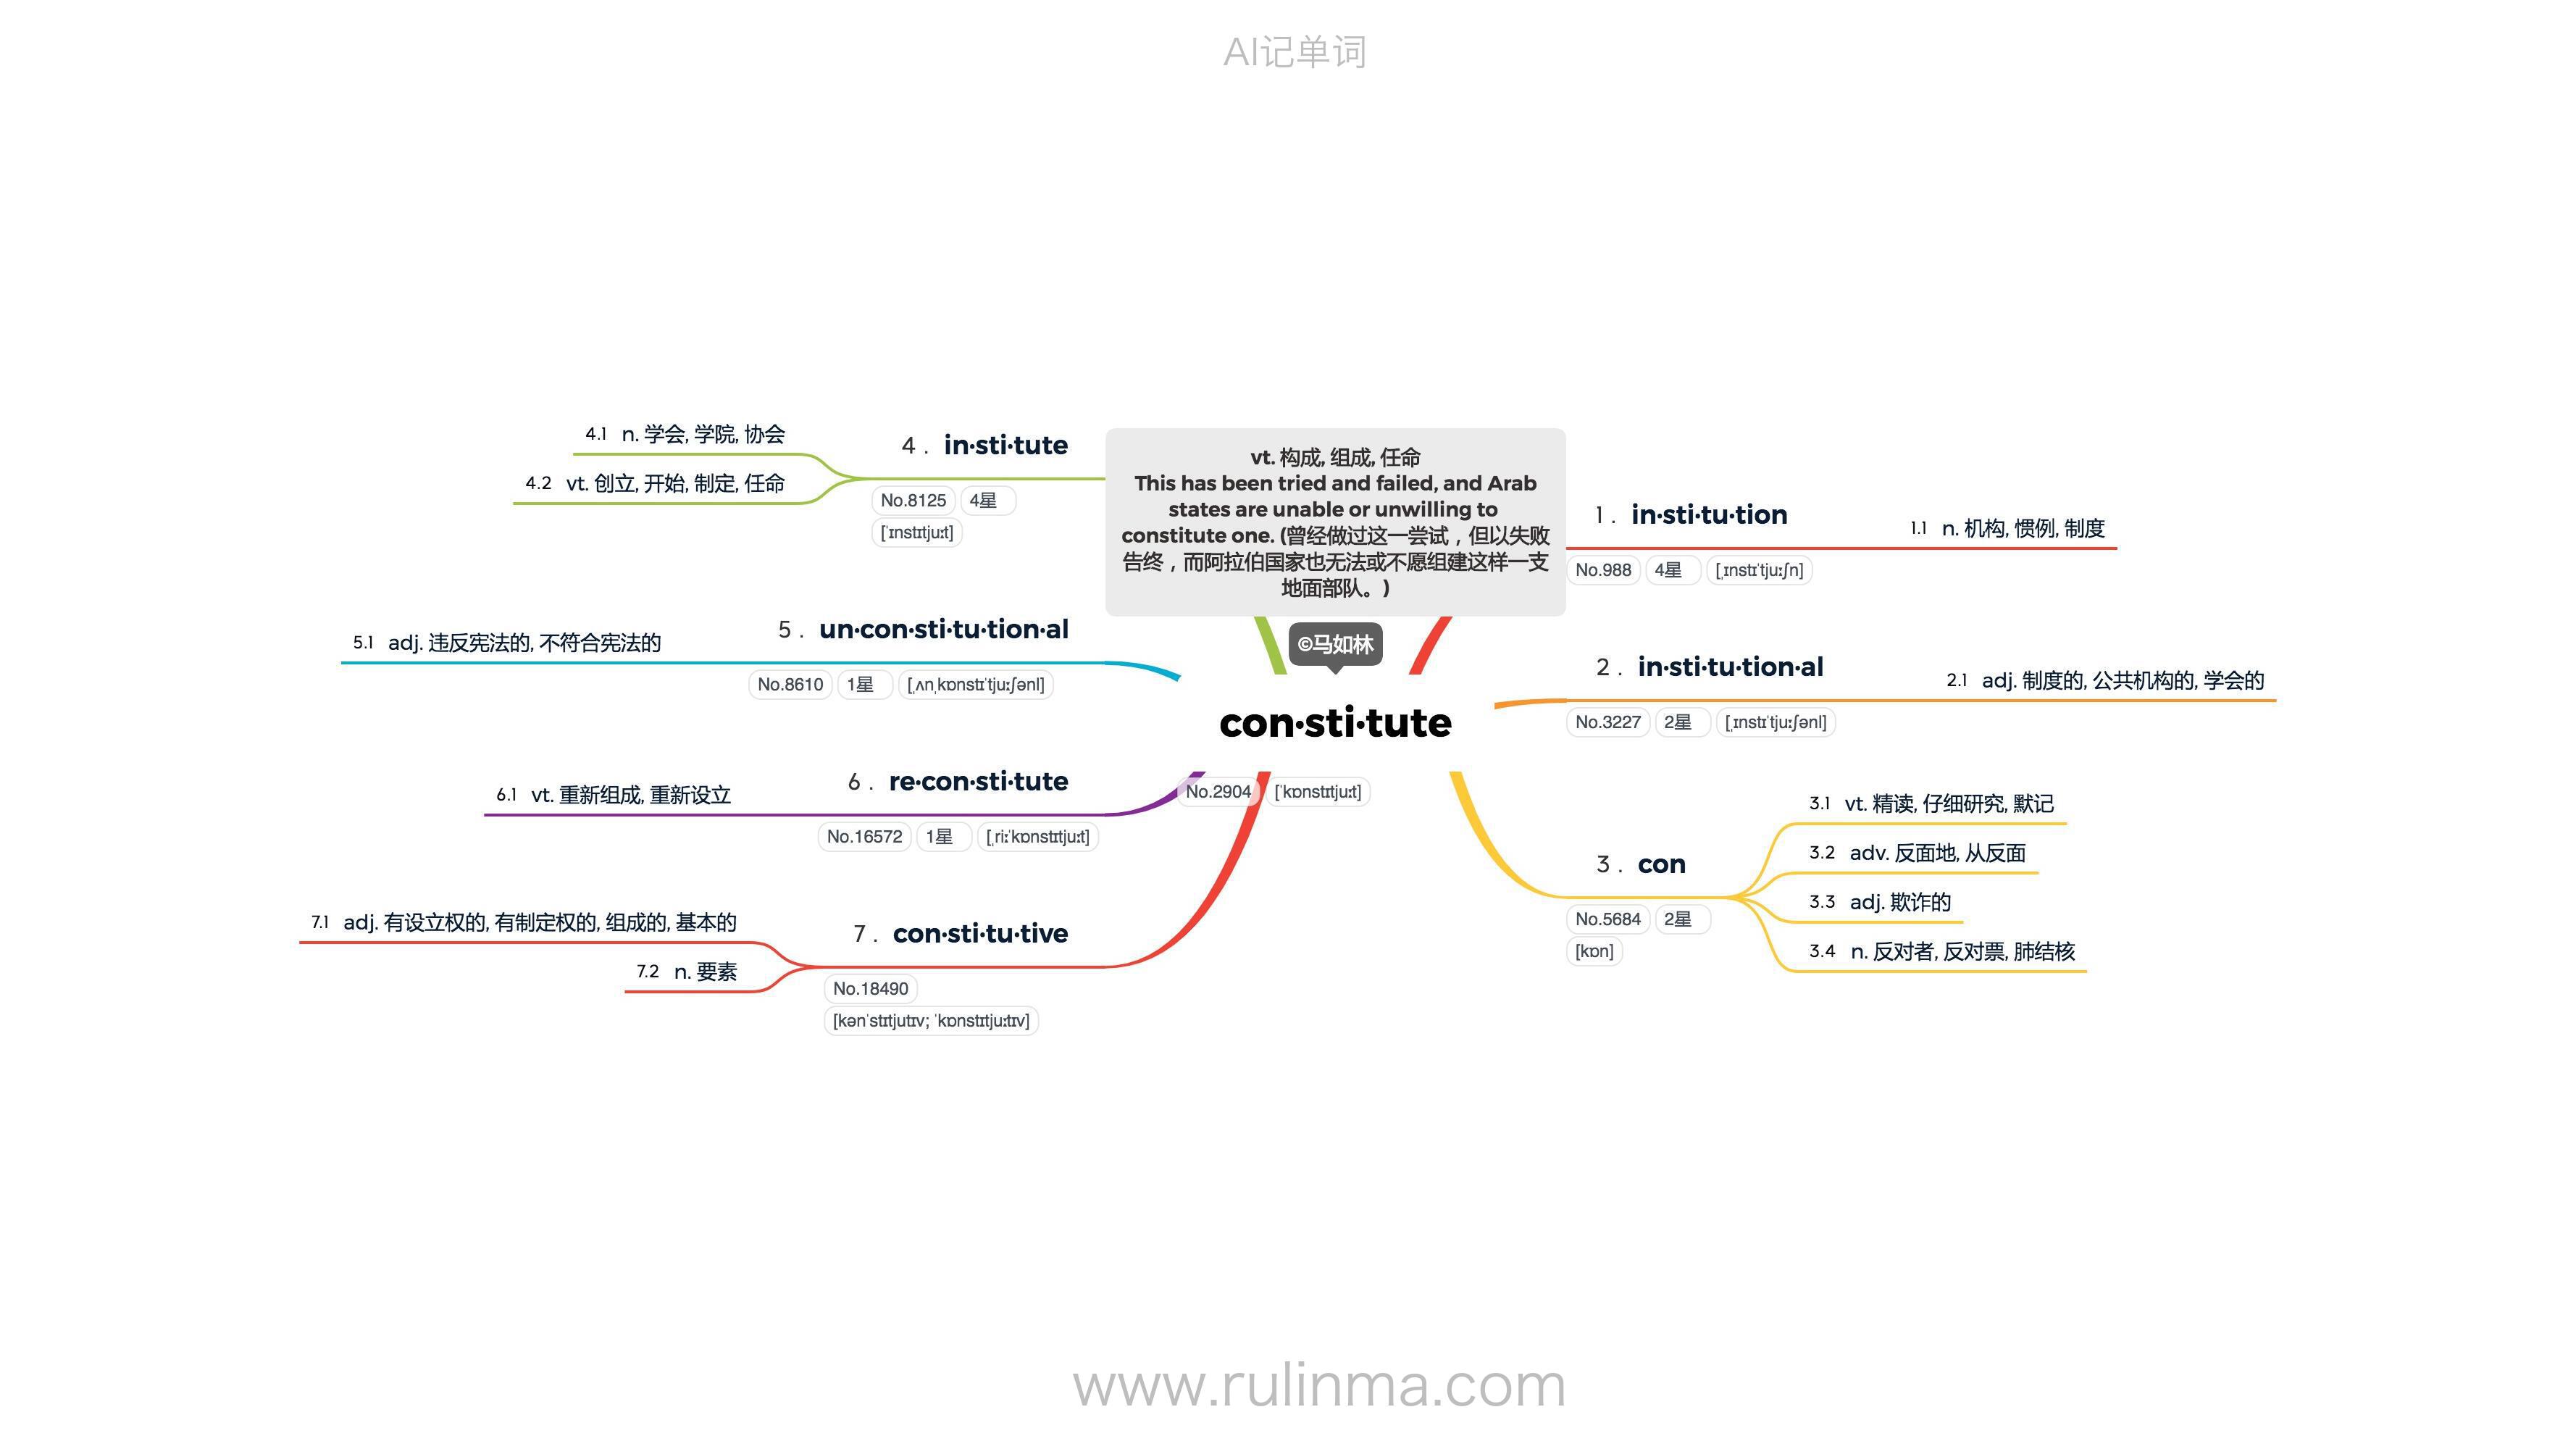 AI记单词
vt. 构成, 组成, 任命
This has been tried and failed, and Arab
states are unable or unwilling to
constitute one. (曾经做过这一尝试，但以失败
告终，而阿拉伯国家也无法或不愿组建这样一支
地面部队。)
©马如林
con·sti·tute
No.2904 [ˈkɒnstɪtjuːt]
1. in·sti·tu·tion
No.988 4星 [ˌɪnstɪˈtjuːʃn]
1.1 n. 机构, 惯例, 制度
2. in·sti·tu·tion·al
No.3227 2星 [ˌɪnstɪˈtjuːʃənl]
2.1 adj. 制度的, 公共机构的, 学会的
3. con
No.5684 2星
[kɒn]
3.1 vt. 精读, 仔细研究, 默记
3.2 adv. 反面地, 从反面
3.3 adj. 欺诈的
3.4 n. 反对者, 反对票, 肺结核
4. in·sti·tute
No.8125 4星
[ˈɪnstɪtjuːt]
4.1 n. 学会, 学院, 协会
4.2 vt. 创立, 开始, 制定, 任命
5. un·con·sti·tu·tion·al
No.8610 1星 [ˌʌnˌkɒnstɪˈtjuːʃənl]
5.1 adj. 违反宪法的, 不符合宪法的
6. re·con·sti·tute
No.16572 1星 [ˌriːˈkɒnstɪtjuːt]
6.1 vt. 重新组成, 重新设立
7. con·sti·tu·tive
No.18490
[kənˈstɪtjutɪv; ˈkɒnstɪtjuːtɪv]
7.1 adj. 有设立权的, 有制定权的, 组成的, 基本的
7.2 n. 要素
www.rulinma.com